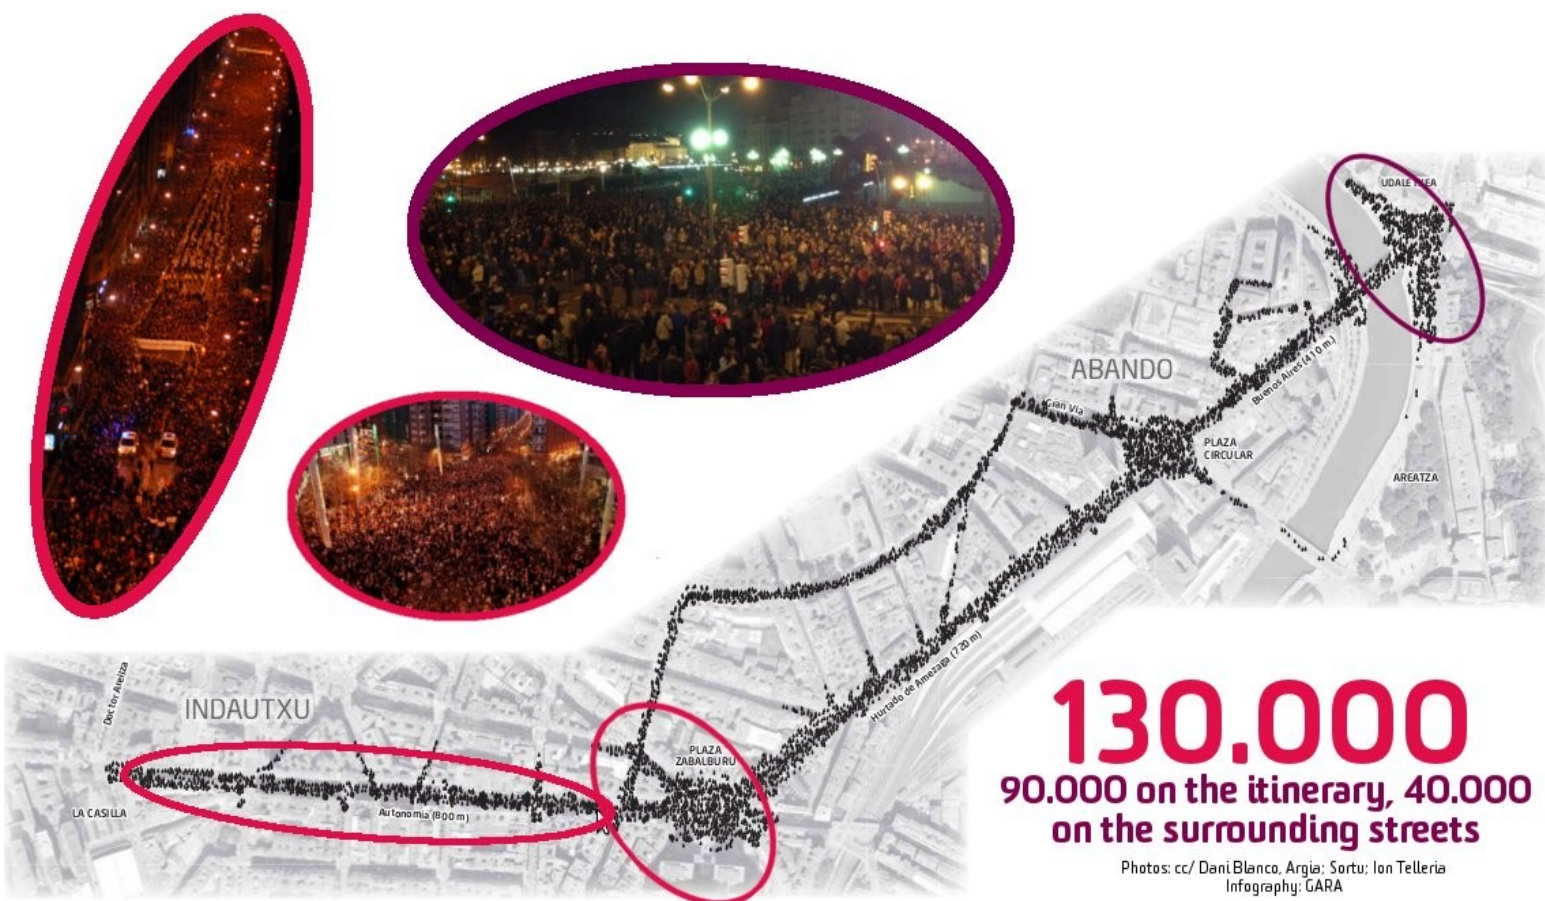 UDALETXEA
ABANDO
Buenos Aires (410 m.)
Gran Vía
PLAZA
CIRCULAR
AREATZA
Hurtado de Amezaga (720 m)
Doctor Areilza
INDAUTXU
PLAZA
ZABALBURU
LA CASILLA
Autonomia (800 m)
130.000
90.000 on the itinerary, 40.000
on the surrounding streets
Photos: cc/ Dani Blanco, Argia; Sortu; Ion Telleria
Infography: GARA